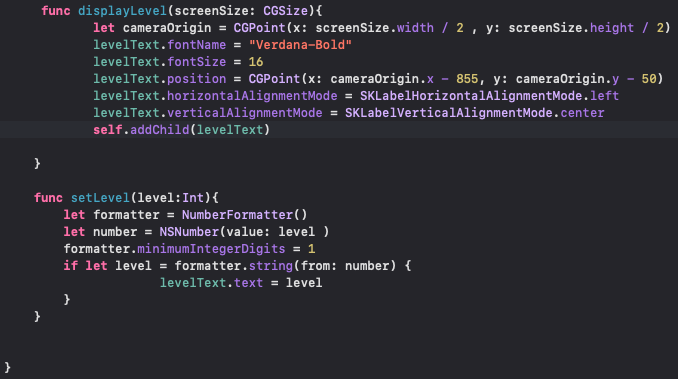 func displayLevel(screenSize: CGSize){
let cameraOrigin = CGPoint(x: screenSize.width / 2 , y: screenSize.height / 2)
levelText.fontName = "Verdana-Bold"
levelText.fontSize = 16
levelText.position = CGPoint(x: cameraOrigin.x - 855, y: cameraOrigin.y - 50)
levelText.horizontalAlignmentMode = SKLabelHorizontalAlignmentMode.left
levelText.verticalAlignmentMode = SKLabelVerticalAlignmentMode.center
self.addChild(levelText)
}
func setLevel(level:Int){
let formatter = NumberFormatter()
let number = NSNumber(value: level )
formatter.minimumIntegerDigits = 1
if let level = formatter.string(from: number) {
levelText.text = level
}
}
}